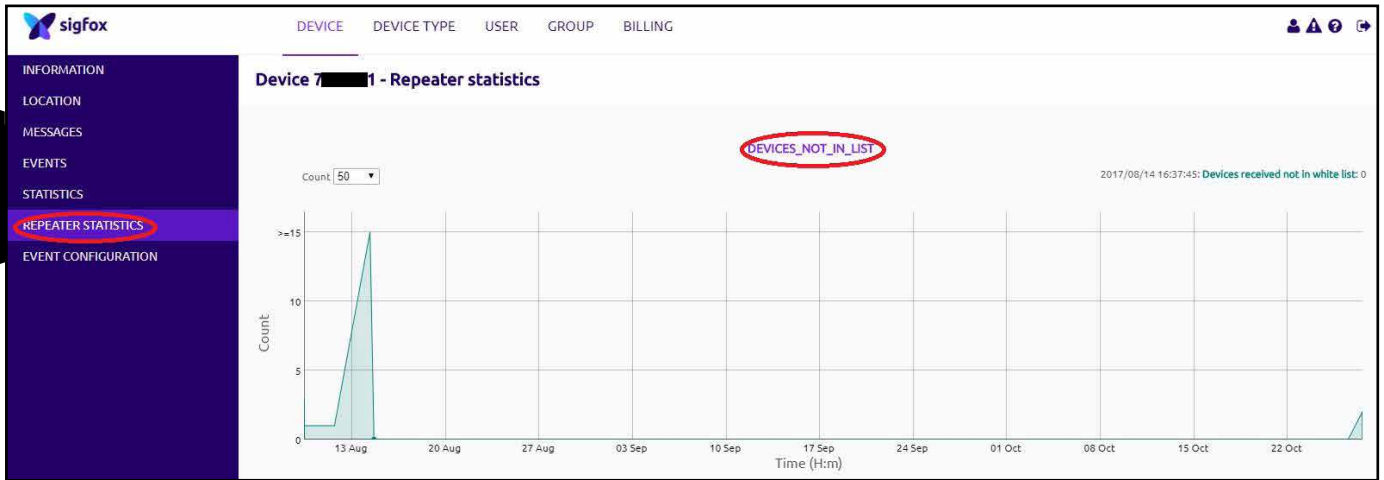 sigfox
DEVICE DEVICE TYPE USER GROUP BILLING
INFORMATION
LOCATION
MESSAGES
EVENTS
STATISTICS
REPEATER STATISTICS
EVENT CONFIGURATION
Device 7 1 - Repeater statistics
DEVICES_NOT_IN_LIST
Count 50
2017/08/14 16:37:45: Devices received not in white list: 0
>=15
10
5
0
Count
13 Aug 20 Aug 27 Aug 03 Sep 10 Sep 17 Sep 24 Sep 01 Oct 08 Oct 15 Oct 22 Oct
Time (H:m)